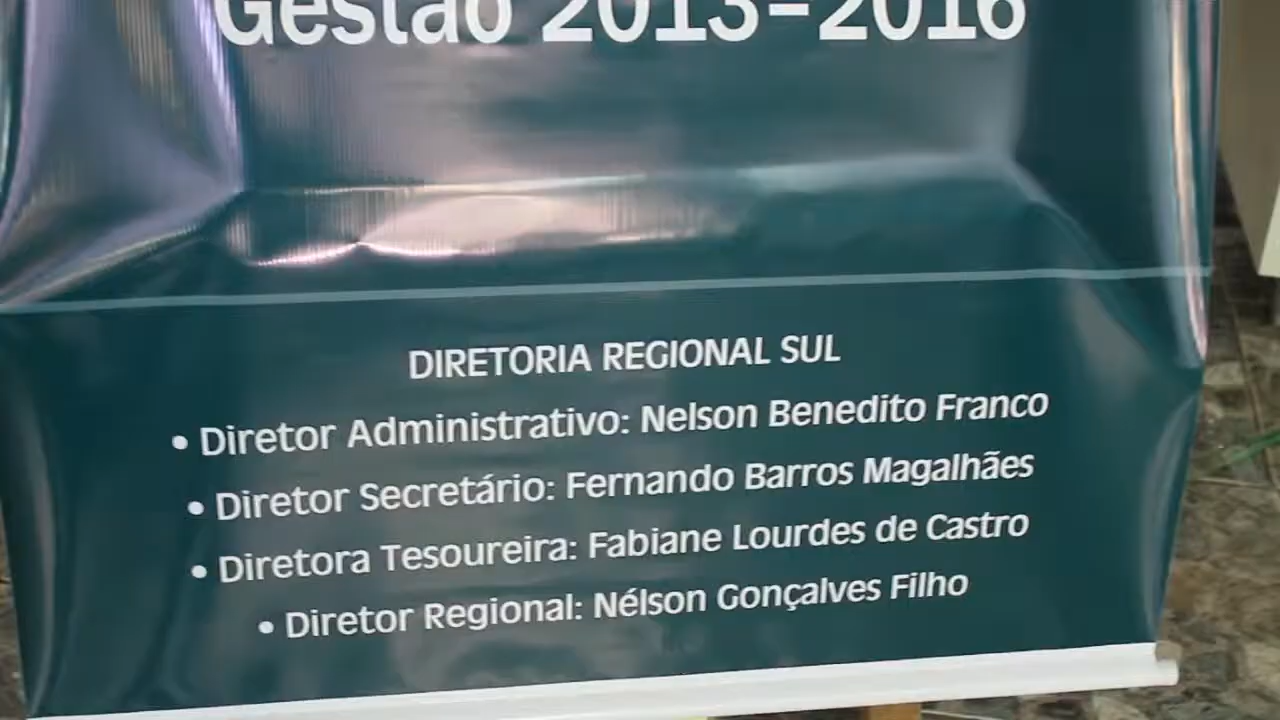 Gestão 2013-2016
DIRETORIA REGIONAL SUL
• Diretor Administrativo: Nelson Benedito Franco
• Diretor Secretário: Fernando Barros Magalhães
• Diretora Tesoureira: Fabiane Lourdes de Castro
• Diretor Regional: Nélson Gonçalves Filho